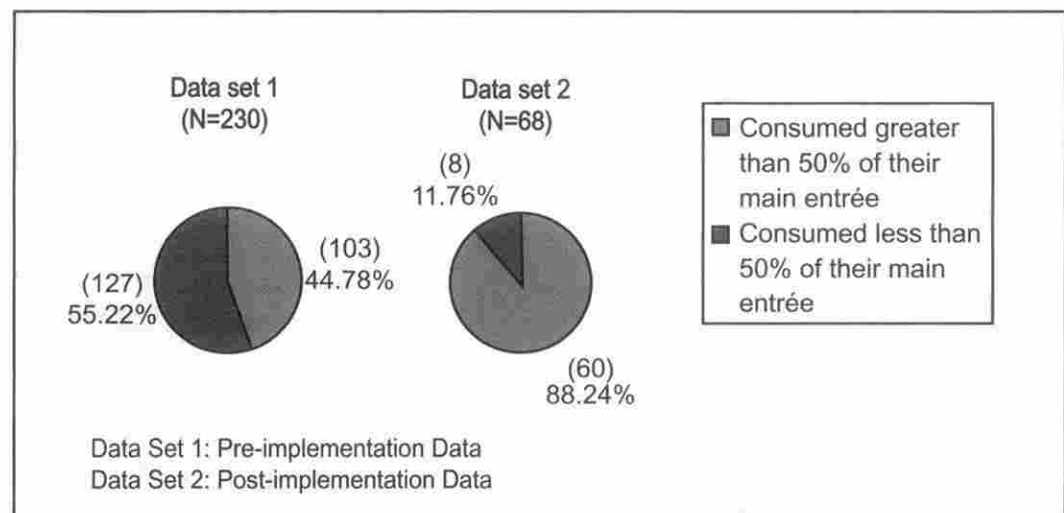 Data set 1
(N=230)
Data set 2
(N=68)
(8)
11.76%
(103)
44.78%
(127)
55.22%
(60)
88.24%
Consumed greater
than 50% of their
main entrée
Consumed less than
50% of their main
entrée
Data Set 1: Pre-implementation Data
Data Set 2: Post-implementation Data